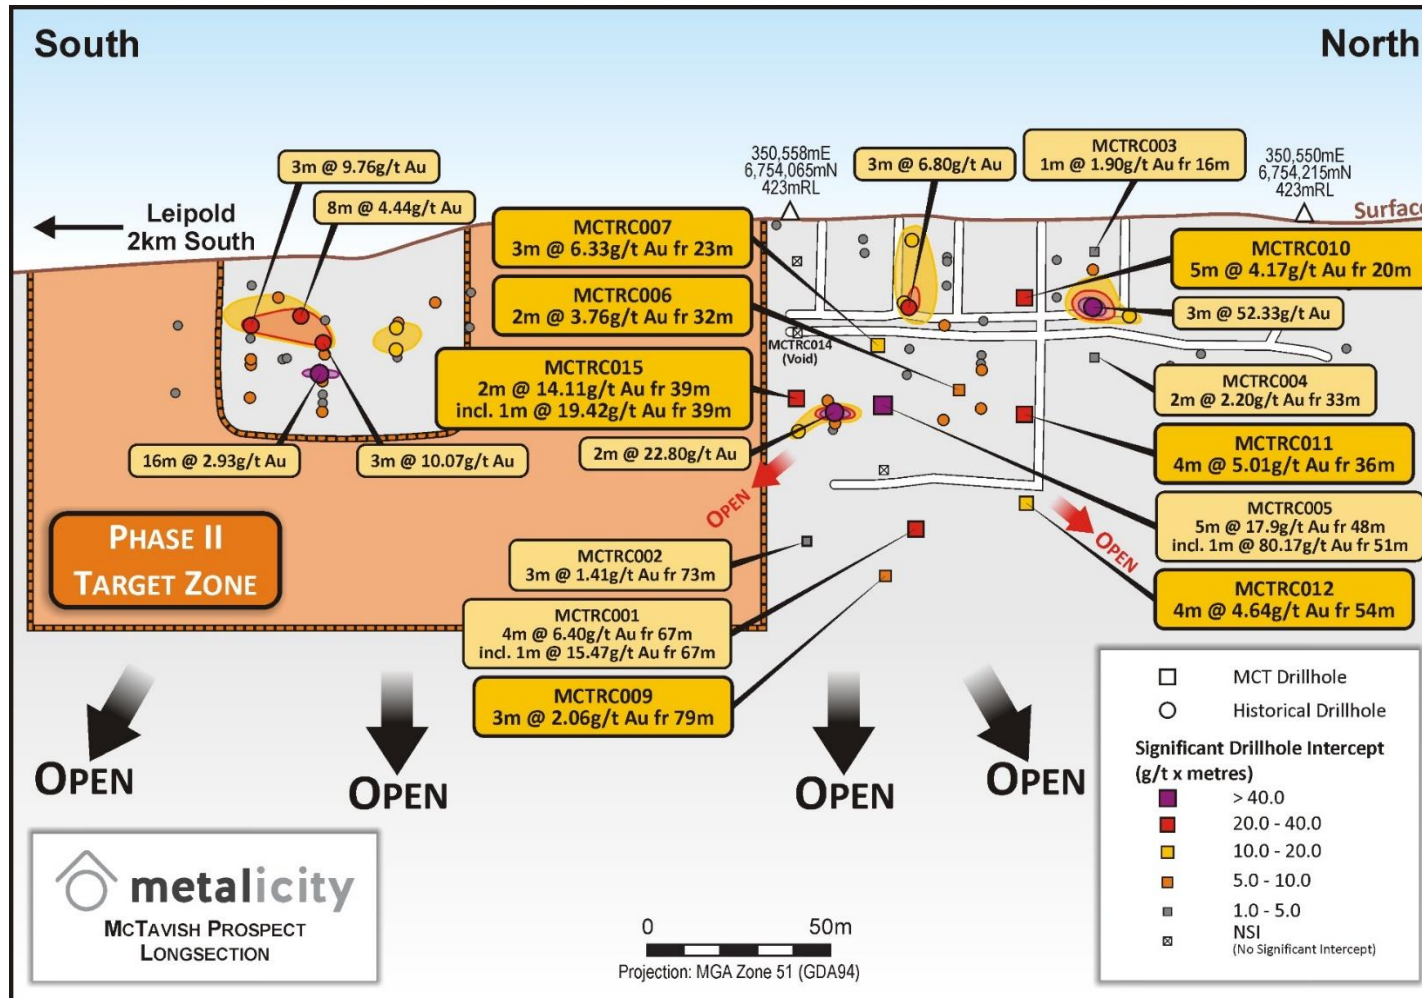 South
North
3m @ 9.76g/t Au
8m @ 4.44g/t Au
Leipold
2km South
350,558mE
6,754,065mN
423mRL
3m @ 6.80g/t Au
MCTRC003
1m @ 1.90g/t Au fr 16m
350,550mE
6,754,215mN
423mRL
Surface
MCTRC007
3m @ 6.33g/t Au fr 23m
MCTRC010
5m @ 4.17g/t Au fr 20m
MCTRC006
2m @ 3.76g/t Au fr 32m
3m @ 52.33g/t Au
MCTRC014
(Void)
MCTRC015
2m @ 14.11g/t Au fr 39m
incl. 1m @ 19.42g/t Au fr 39m
MCTRC004
2m @ 2.20g/t Au fr 33m
16m @ 2.93g/t Au
3m @ 10.07g/t Au
2m @ 22.80g/t Au
MCTRC011
4m @ 5.01g/t Au fr 36m
OPEN
OPEN
MCTRC005
5m @ 17.9g/t Au fr 48m
incl. 1m @ 80.17g/t Au fr 51m
PHASE II
TARGET ZONE
MCTRC002
3m @ 1.41g/t Au fr 73m
MCTRC012
4m @ 4.64g/t Au fr 54m
MCTRC001
4m @ 6.40g/t Au fr 67m
incl. 1m @ 15.47g/t Au fr 67m
MCTRC009
3m @ 2.06g/t Au fr 79m
OPEN
OPEN
OPEN
OPEN
MCT Drillhole
Historical Drillhole
Significant Drillhole Intercept
(g/t x metres)
> 40.0
20.0 - 40.0
10.0 - 20.0
5.0 - 10.0
1.0 - 5.0
NSI
(No Significant Intercept)
metalicity
MCTAVISH PROSPECT
LONGSECTION
0 50m
Projection: MGA Zone 51 (GDA94)